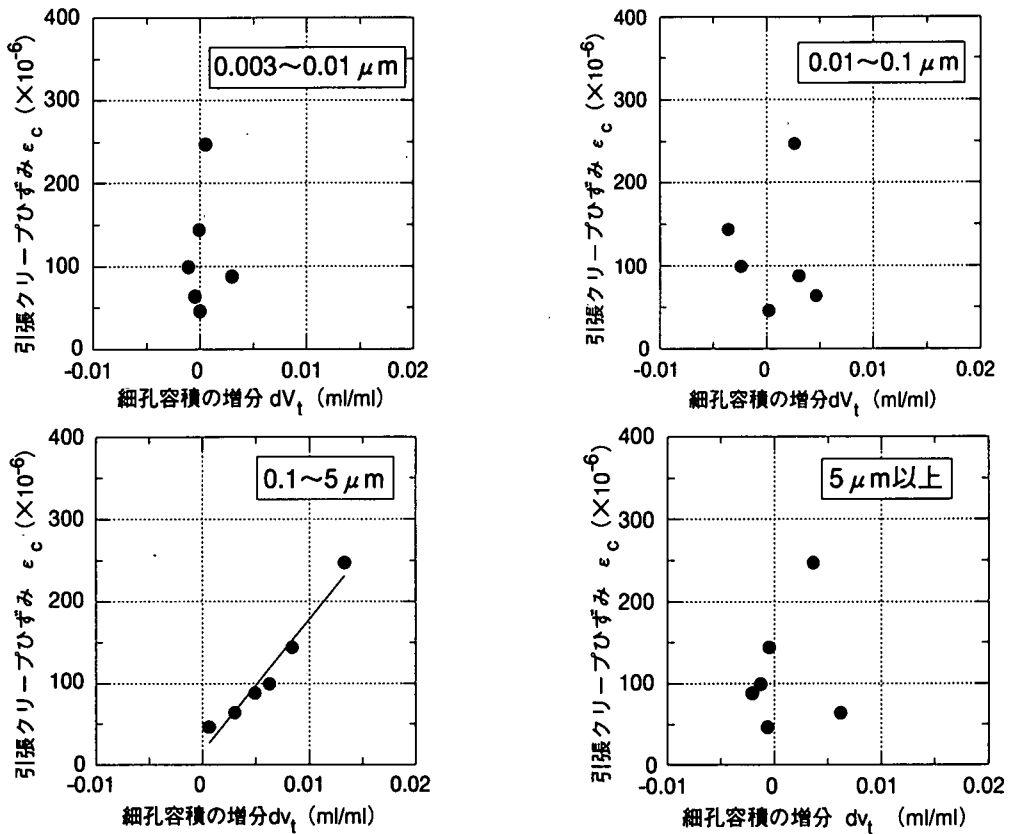 400
300
200
100
0
引張クリープひずみ εc (×10⁻⁶)
0.003～0.01 μm
-0.01 0 0.01 0.02
細孔容積の増分 dVt (ml/ml)
400
300
200
100
0
引張クリープひずみ εc (×10⁻⁶)
0.01～0.1 μm
-0.01 0 0.01 0.02
細孔容積の増分dVt (ml/ml)
400
300
200
100
0
引張クリープひずみ εc (×10⁻⁶)
0.1～5 μm
-0.01 0 0.01 0.02
細孔容積の増分dvt (ml/ml)
400
300
200
100
0
引張クリープひずみ εc (×10⁻⁶)
5 μm以上
-0.01 0 0.01 0.02
細孔容積の増分 dvt (ml/ml)